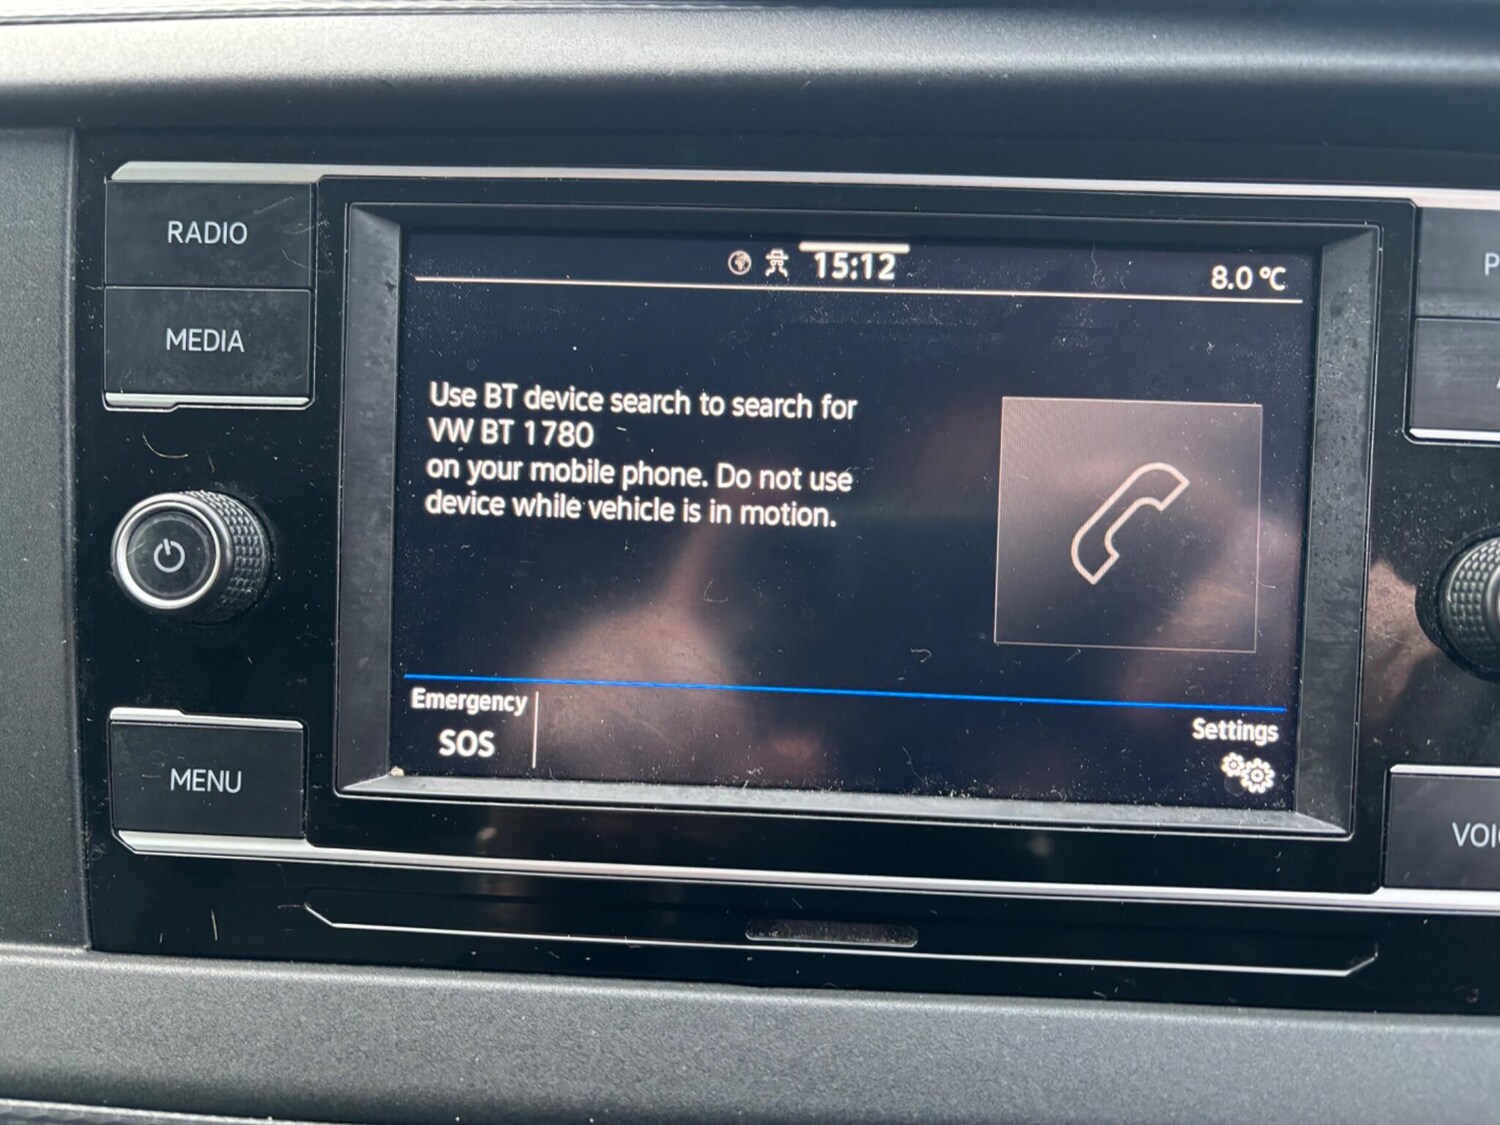 RADIO
MEDIA
MENU
15:12
8.0 °C
Use BT device search to search for
VW BT 1780
on your mobile phone. Do not use
device while vehicle is in motion.
Emergency
SOS
Settings